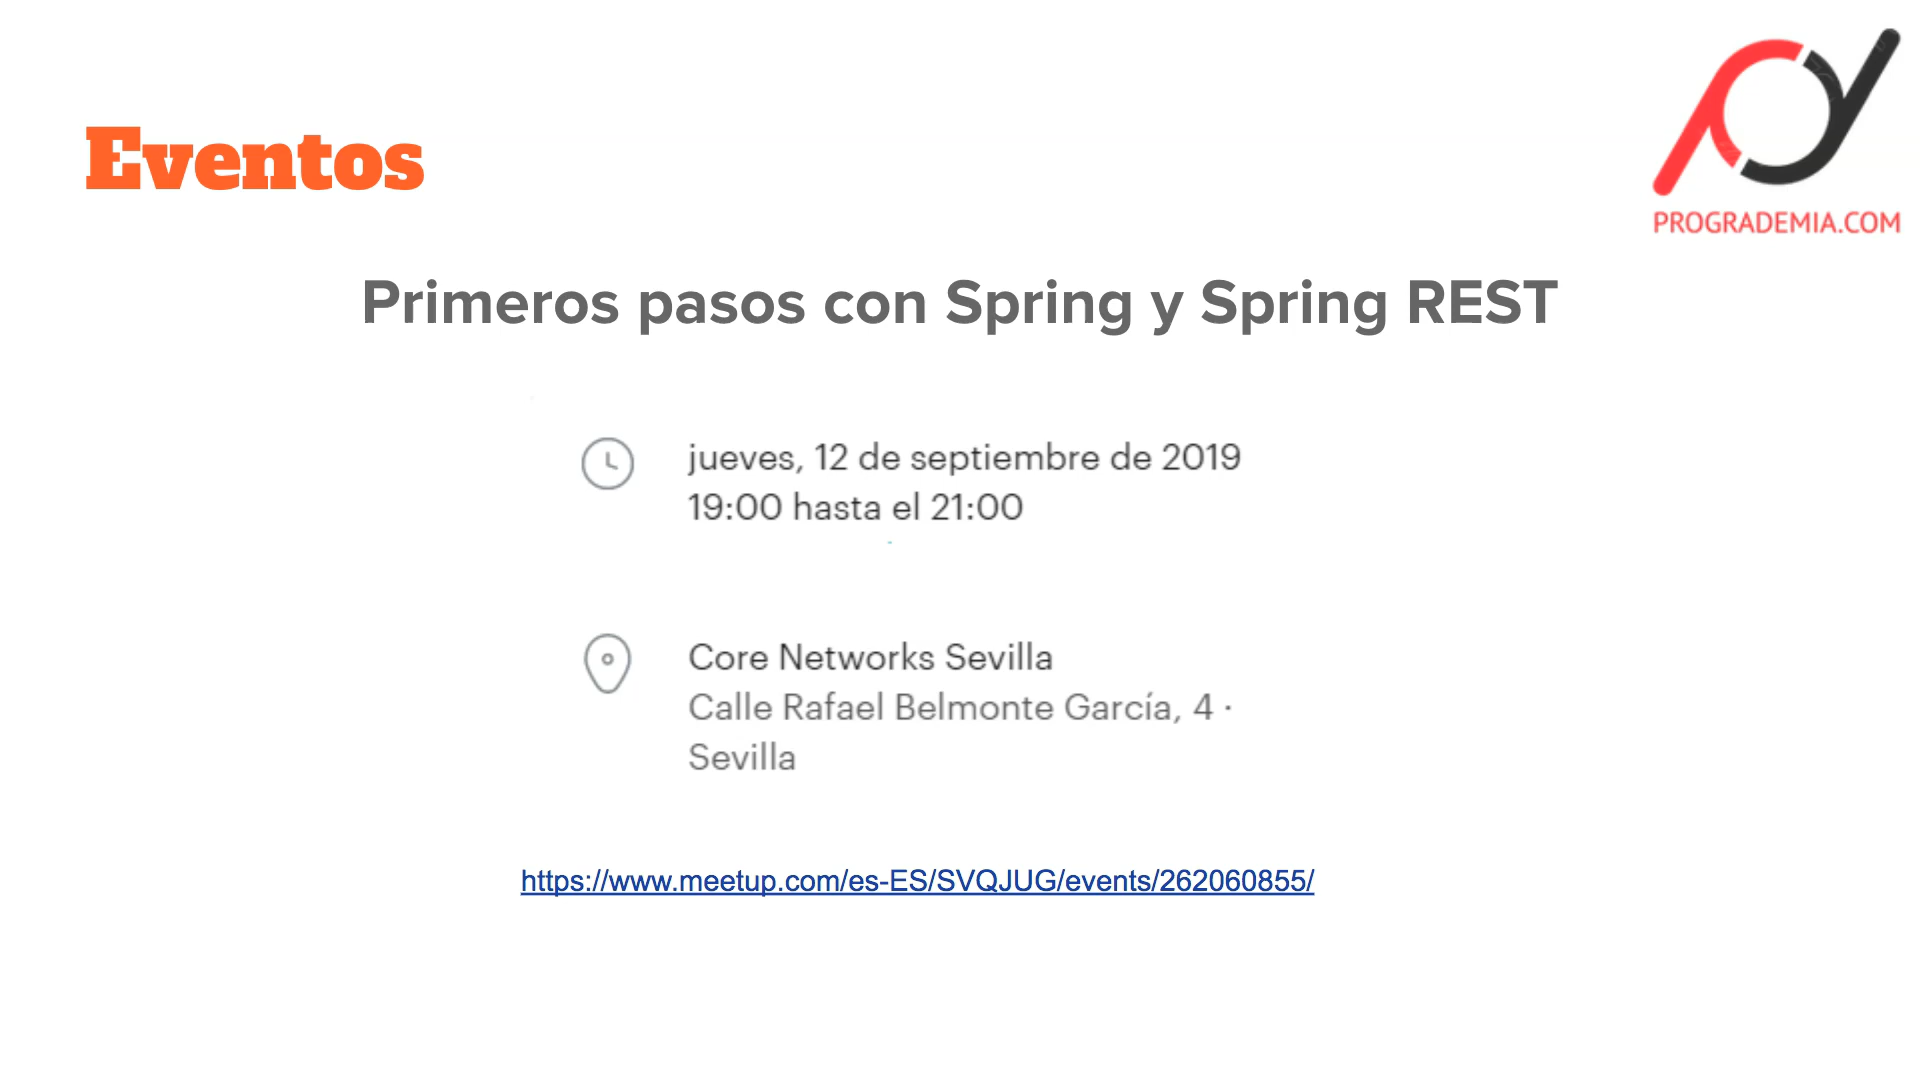 PROGRADEMIA.COM
Eventos
Primeros pasos con Spring y Spring REST
jueves, 12 de septiembre de 2019
19:00 hasta el 21:00
Core Networks Sevilla
Calle Rafael Belmonte García, 4 ·
Sevilla
https://www.meetup.com/es-ES/SVQJUG/events/262060855/